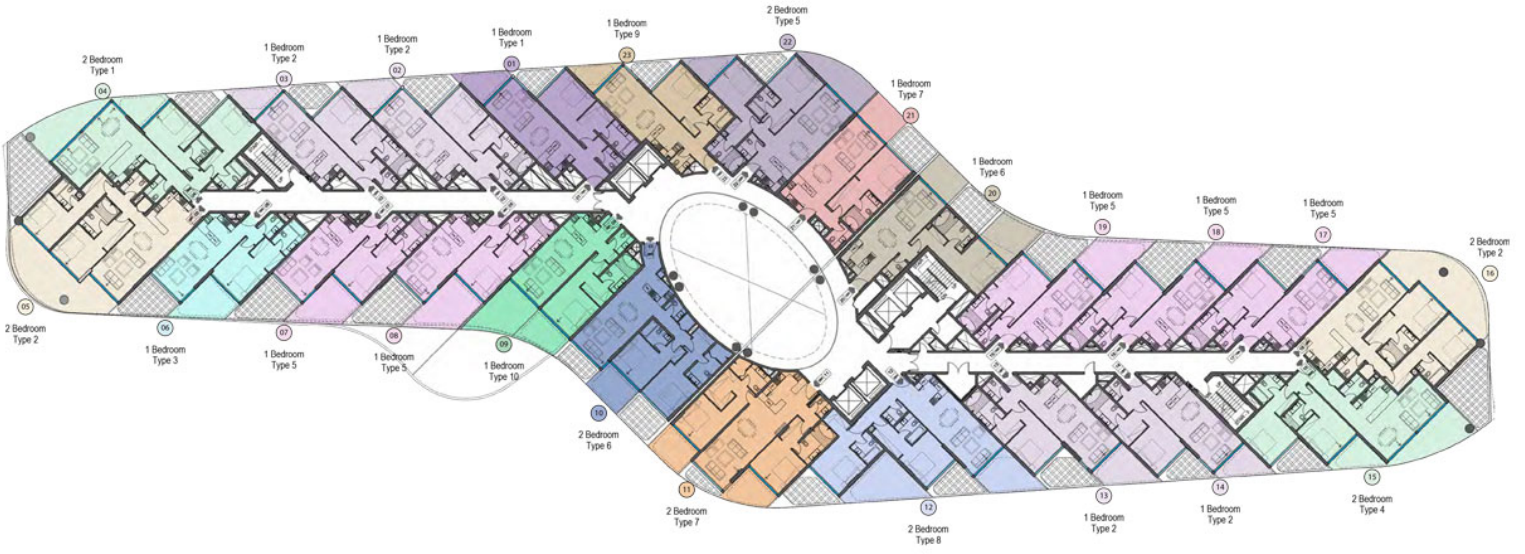 2 Bedroom
Type 1
04
1 Bedroom
Type 2
03
1 Bedroom
Type 2
02
1 Bedroom
Type 1
01
1 Bedroom
Type 9
23
2 Bedroom
Type 5
22
1 Bedroom
Type 7
21
1 Bedroom
Type 6
20
1 Bedroom
Type 5
19
1 Bedroom
Type 5
18
1 Bedroom
Type 5
17
2 Bedroom
Type 2
16
05
2 Bedroom
Type 2
06
1 Bedroom
Type 3
07
1 Bedroom
Type 5
08
1 Bedroom
Type 5
09
1 Bedroom
Type 10
10
2 Bedroom
Type 6
11
2 Bedroom
Type 7
12
2 Bedroom
Type 8
13
1 Bedroom
Type 2
14
1 Bedroom
Type 2
15
2 Bedroom
Type 4